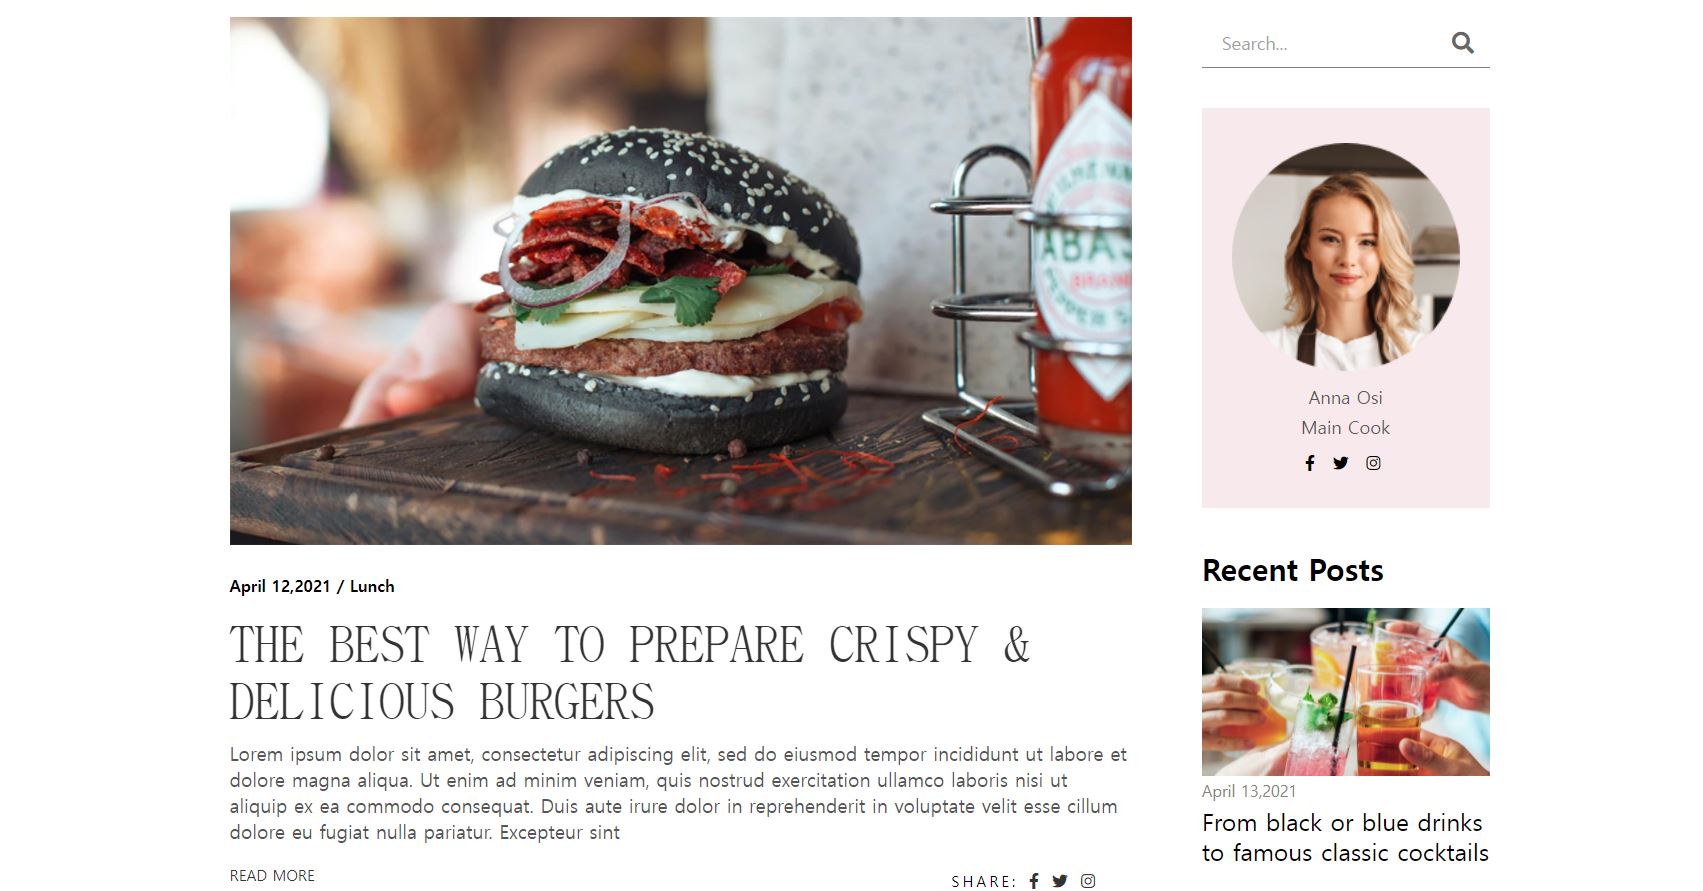 Search...
Anna Osi
Main Cook
April 12,2021 / Lunch
THE BEST WAY TO PREPARE CRISPY &
DELICIOUS BURGERS
Lorem ipsum dolor sit amet, consectetur adipiscing elit, sed do eiusmod tempor incididunt ut labore et
dolore magna aliqua. Ut enim ad minim veniam, quis nostrud exercitation ullamco laboris nisi ut
aliquip ex ea commodo consequat. Duis aute irure dolor in reprehenderit in voluptate velit esse cillum
dolore eu fugiat nulla pariatur. Excepteur sint
READ MORE
SHARE:
Recent Posts
April 13,2021
From black or blue drinks
to famous classic cocktails